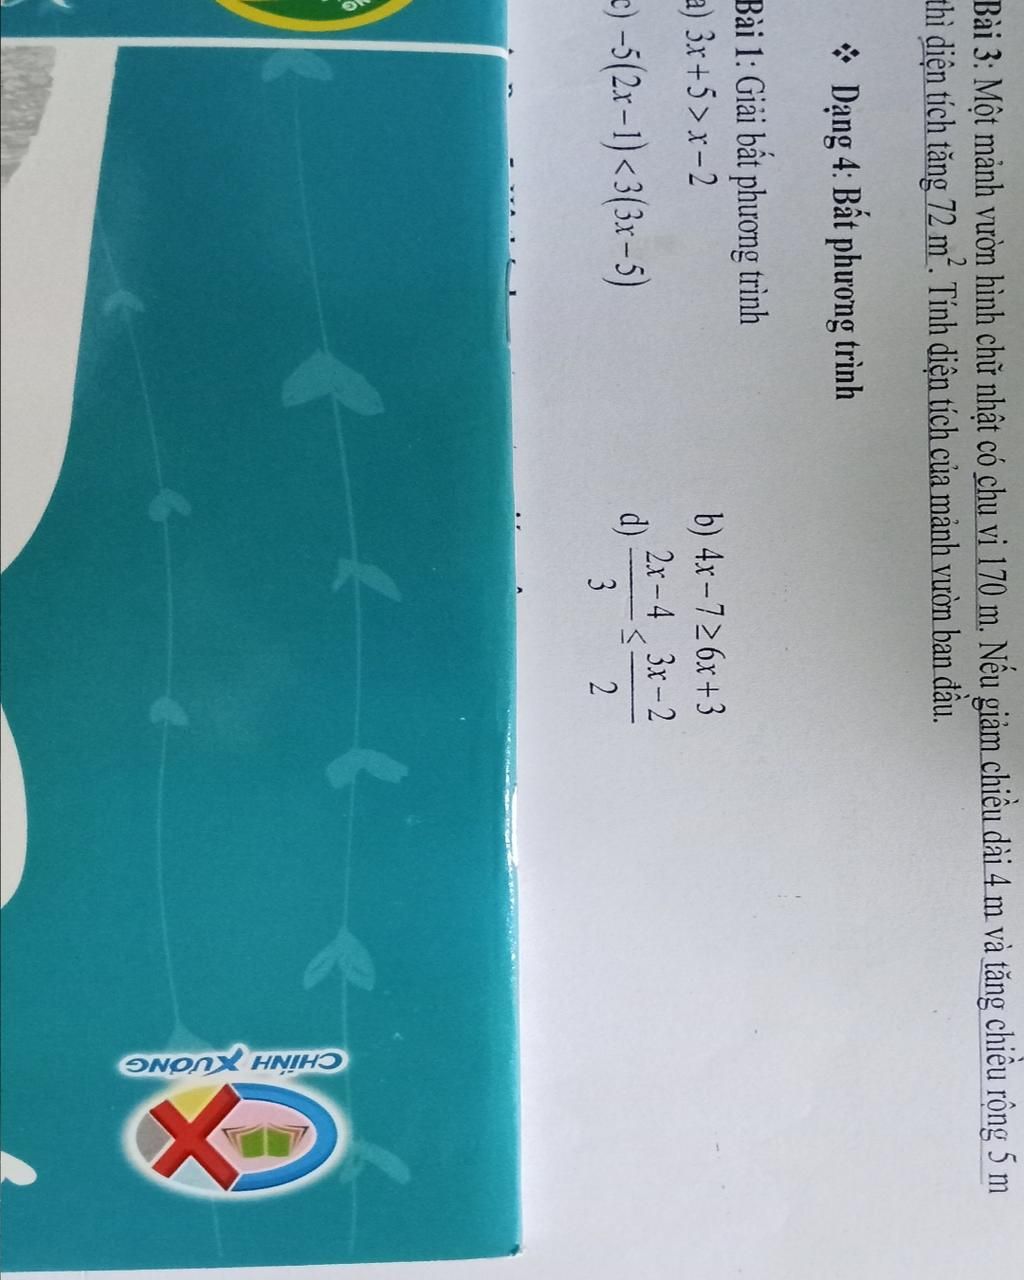 Bài 3: Một mảnh vườn hình chữ nhật có chu vi 170 m. Nếu giảm chiều dài 4 m và tăng chiều rộng 5 m
thì diện tích tăng 72 m². Tính diện tích của mảnh vườn ban đầu.
❖ Dạng 4: Bất phương trình
Bài 1: Giải bất phương trình
a) 3x+5 > x−2 b) 4x−7 ≥ 6x+3
c) −5(2x−1) < 3(3x−5) d) (2x−4)/3 ≤ (3x−2)/2
CHÍNH XƯƠNG